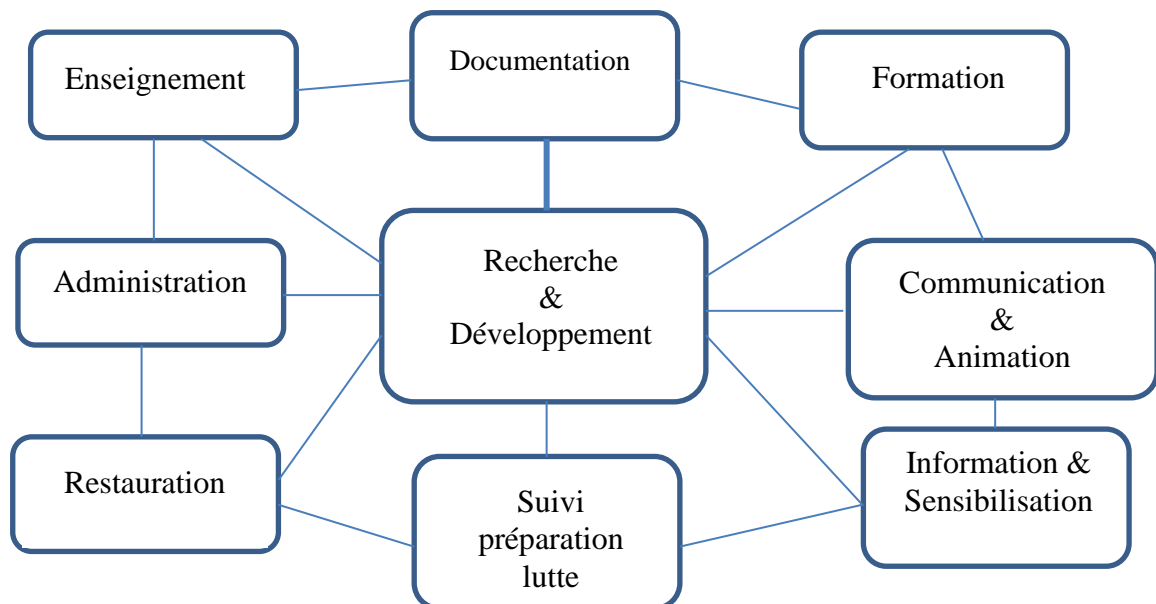 Enseignement
Documentation
Formation
Administration
Recherche
&
Développement
Communication
&
Animation
Restauration
Suivi
préparation
lutte
Information &
Sensibilisation